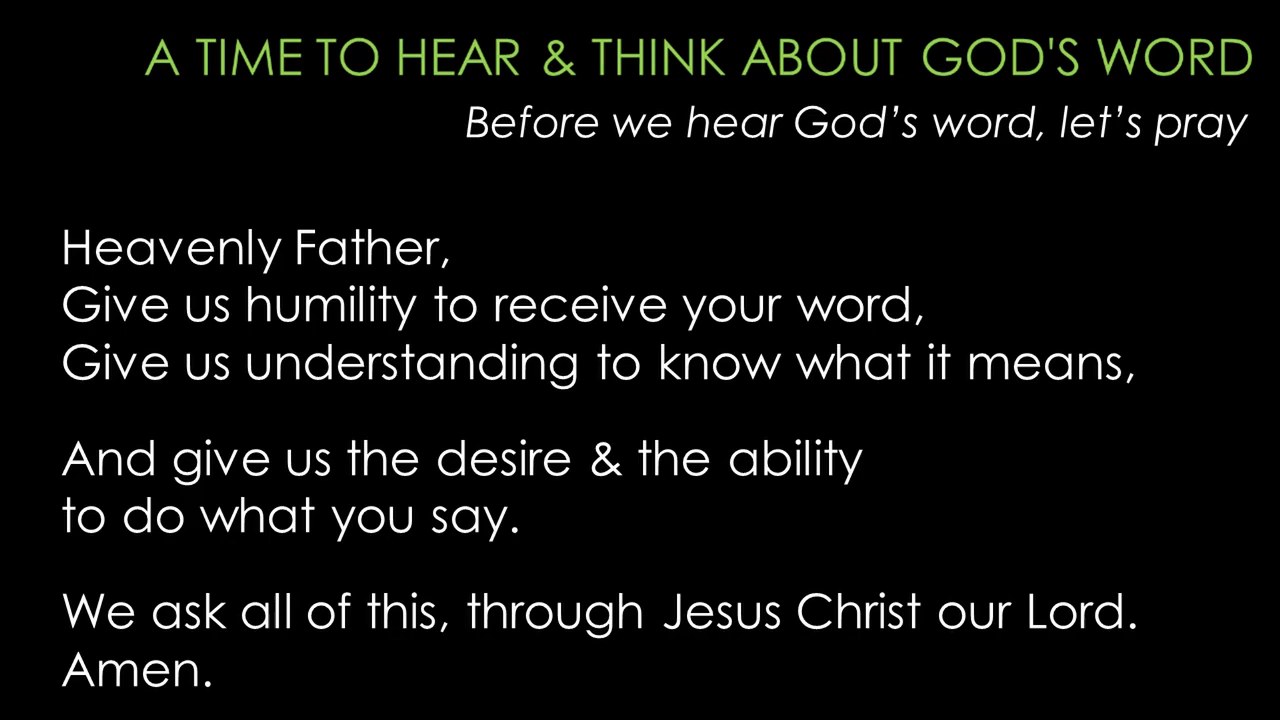 A TIME TO HEAR & THINK ABOUT GOD'S WORD
Before we hear God’s word, let’s pray
Heavenly Father,
Give us humility to receive your word,
Give us understanding to know what it means,
And give us the desire & the ability
to do what you say.
We ask all of this, through Jesus Christ our Lord.
Amen.